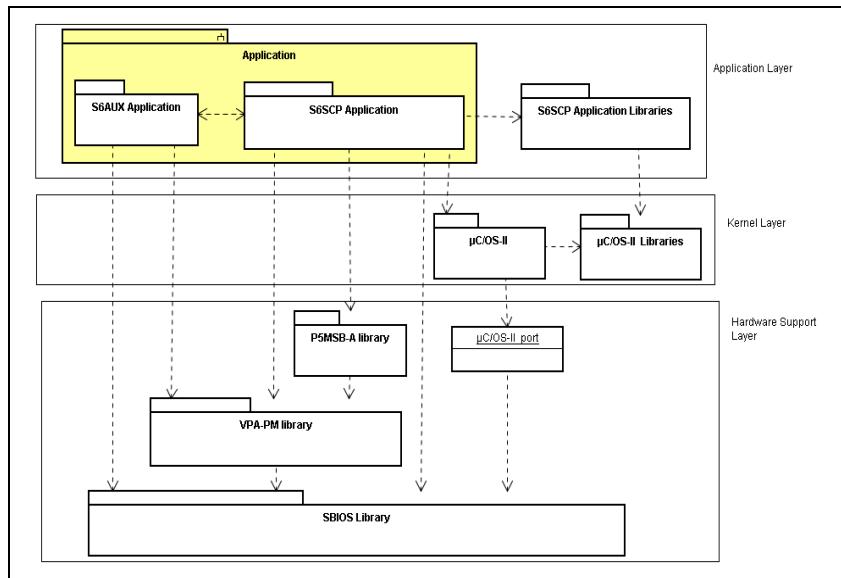 Application
Application Layer
S6AUX Application
S6SCP Application
S6SCP Application Libraries
Kernel Layer
µC/OS-II
µC/OS-II Libraries
Hardware Support
Layer
P5MSB-A library
µC/OS-II port
VPA-PM library
SBIOS Library